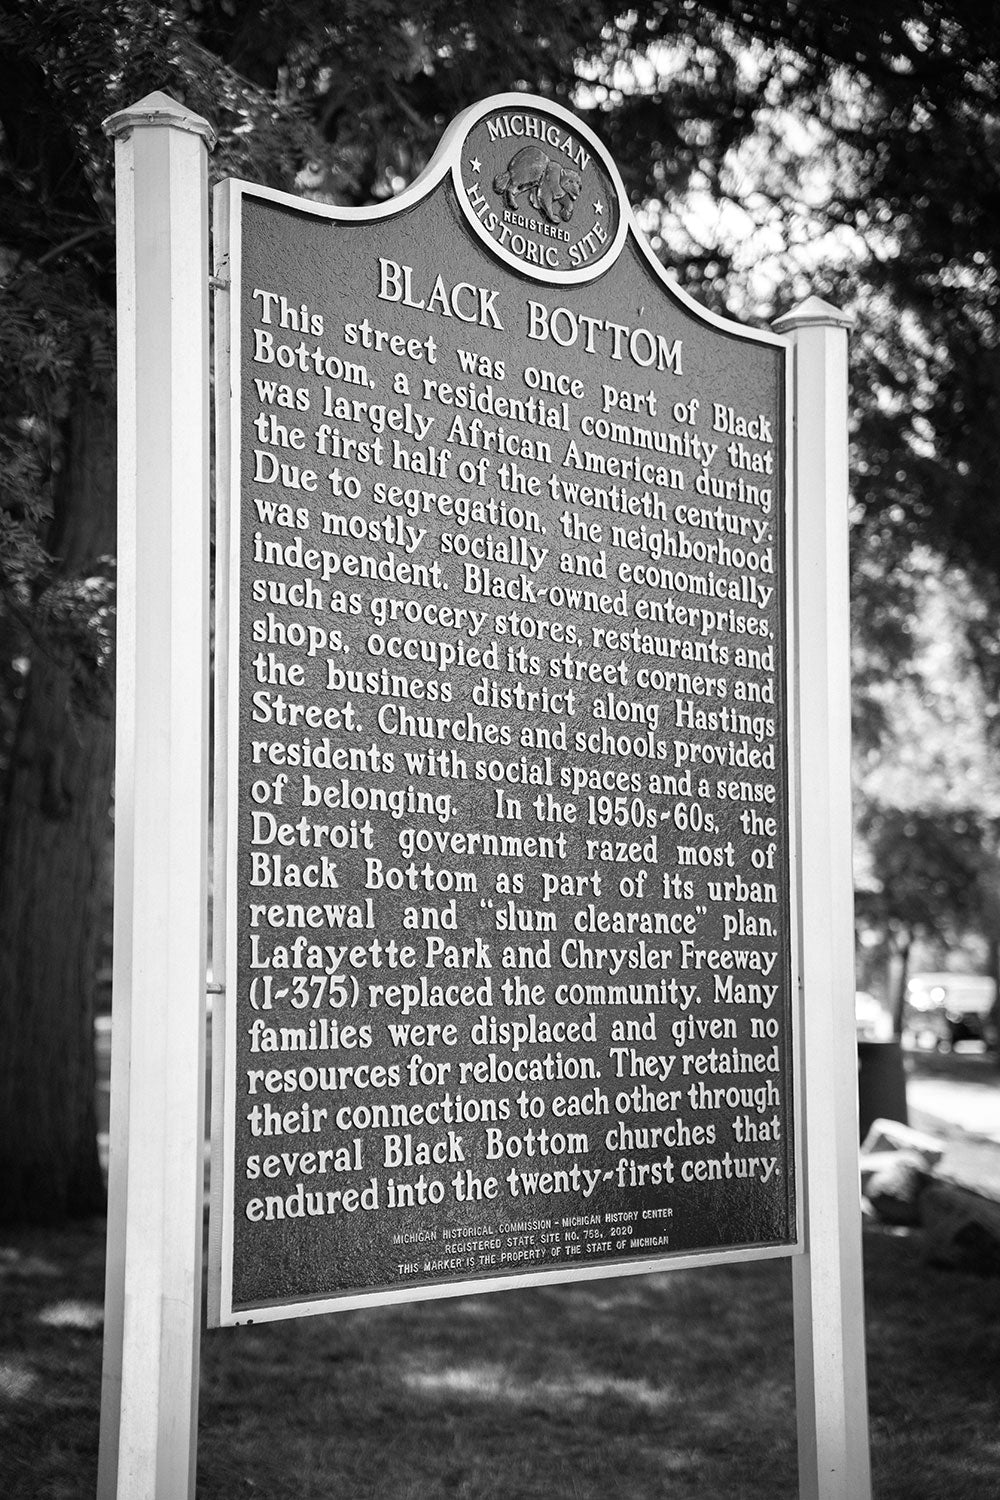 MICHIGAN
REGISTERED
HISTORIC SITE
BLACK BOTTOM
This street was once part of Black
Bottom, a residential community that
was largely African American during
the first half of the twentieth century.
Due to segregation, the neighborhood
was mostly socially and economically
independent. Black-owned enterprises,
such as grocery stores, restaurants and
shops, occupied its street corners and
the business district along Hastings
Street. Churches and schools provided
residents with social spaces and a sense
of belonging. In the 1950s-60s, the
Detroit government razed most of
Black Bottom as part of its urban
renewal and “slum clearance” plan.
Lafayette Park and Chrysler Freeway
(I-375) replaced the community. Many
families were displaced and given no
resources for relocation. They retained
their connections to each other through
several Black Bottom churches that
endured into the twenty-first century.
MICHIGAN HISTORICAL COMMISSION - MICHIGAN HISTORY CENTER
REGISTERED STATE SITE NO. 758, 2020
THIS MARKER IS THE PROPERTY OF THE STATE OF MICHIGAN